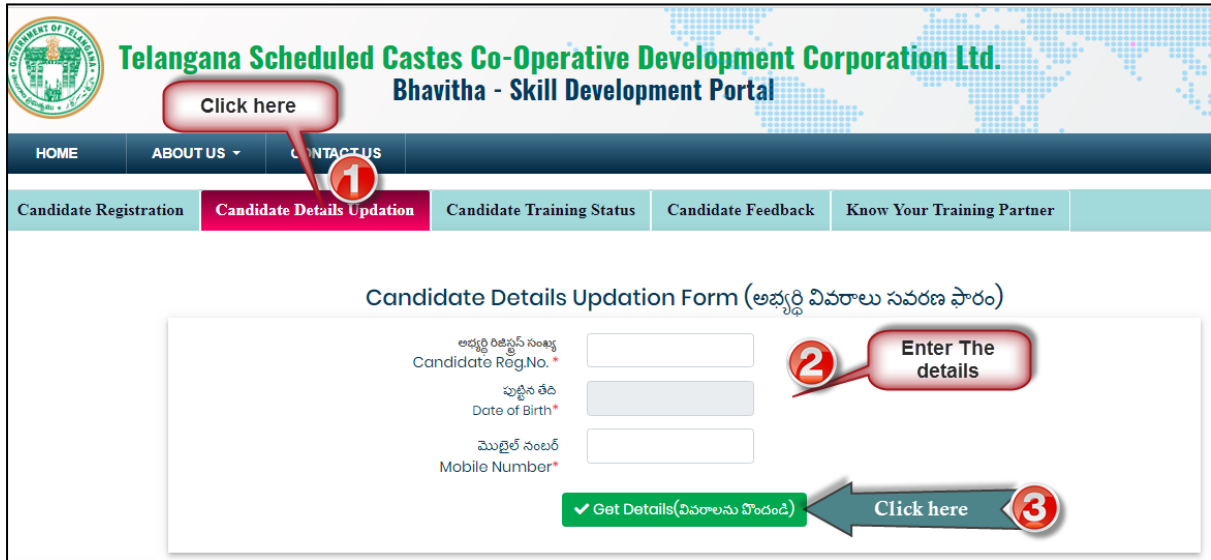 GOVERNMENT OF TELANGANA
Telangana Scheduled Castes Co-Operative Development Corporation Ltd.
Bhavitha - Skill Development Portal
Click here
HOME ABOUT US CONTACT US
1
Candidate Registration Candidate Details Updation Candidate Training Status Candidate Feedback Know Your Training Partner
Candidate Details Updation Form (అభ్యర్థి వివరాలు సవరణ ఫారం)
అభ్యర్థి రిజిస్ట్రేషన్ సంఖ్య
Candidate Reg.No. *
పుట్టిన తేది
Date of Birth*
మొబైల్ నంబర్
Mobile Number*
2
Enter The
details
Get Details(వివరాలను పొందండి)
Click here
3